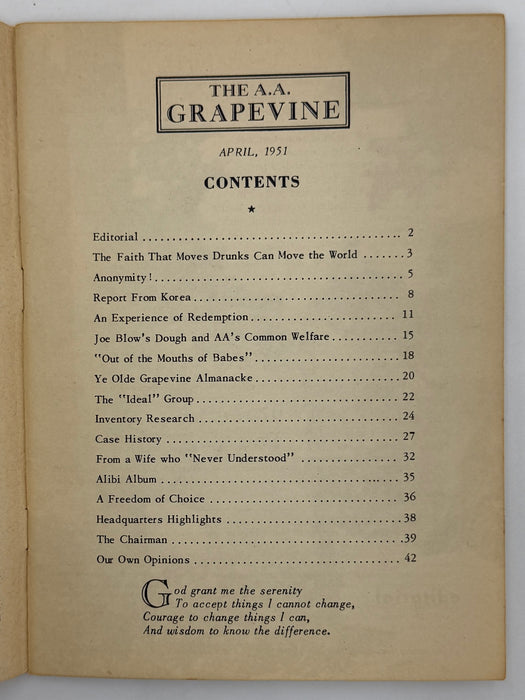 THE A.A.
GRAPEVINE
APRIL, 1951
CONTENTS
★
Editorial ........................................ 2
The Faith That Moves Drunks Can Move the World ....... 3
Anonymity! ........................................ 5
Report From Korea ................................ 8
An Experience of Redemption ........................ 11
Joe Blow's Dough and AA's Common Welfare ........... 15
"Out of the Mouths of Babes" ....................... 18
Ye Olde Grapevine Almanacke ....................... 20
The "Ideal" Group ................................ 22
Inventory Research ................................ 24
Case History ..................................... 27
From a Wife who "Never Understood" ................ 32
Alibi Album ...................................... 35
A Freedom of Choice .............................. 36
Headquarters Highlights ........................... 38
The Chairman ..................................... 39
Our Own Opinions ................................. 42
God grant me the serenity
To accept things I cannot change,
Courage to change things I can,
And wisdom to know the difference.